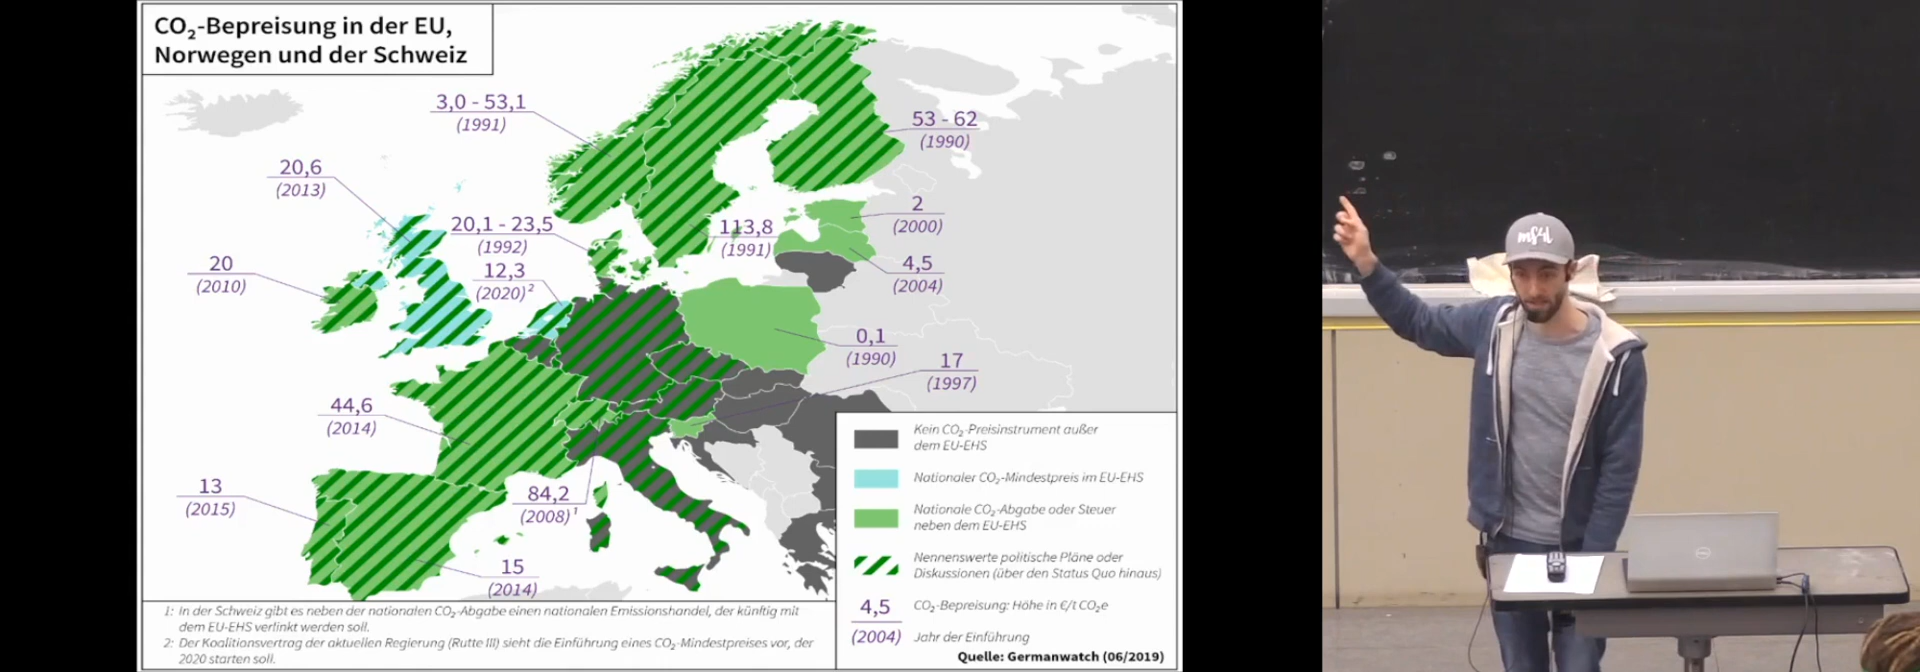 CO₂-Bepreisung in der EU,
Norwegen und der Schweiz
3,0 - 53,1
(1991)
53 - 62
(1990)
20,6
(2013)
2
(2000)
20,1 - 23,5
(1992)
113,8
(1991)
12,3
(2020)²
20
(2010)
4,5
(2004)
0,1
(1990)
17
(1997)
44,6
(2014)
84,2
(2008)¹
13
(2015)
15
(2014)
Kein CO₂-Preisinstrument außer
dem EU-EHS
Nationaler CO₂-Mindestpreis im EU-EHS
Nationale CO₂-Abgabe oder Steuer
neben dem EU-EHS
Nennenswerte politische Pläne oder
Diskussionen (über den Status Quo hinaus)
4,5 CO₂-Bepreisung: Höhe in €/t CO₂e
(2004) Jahr der Einführung
Quelle: Germanwatch (06/2019)
1: In der Schweiz gibt es neben der nationalen CO₂-Abgabe einen nationalen Emissionshandel, der künftig mit
dem EU-EHS verlinkt werden soll.
2: Der Koalitionsvertrag der aktuellen Regierung (Rutte III) sieht die Einführung eines CO₂-Mindestpreises vor, der
2020 starten soll.
ms4l
DELL